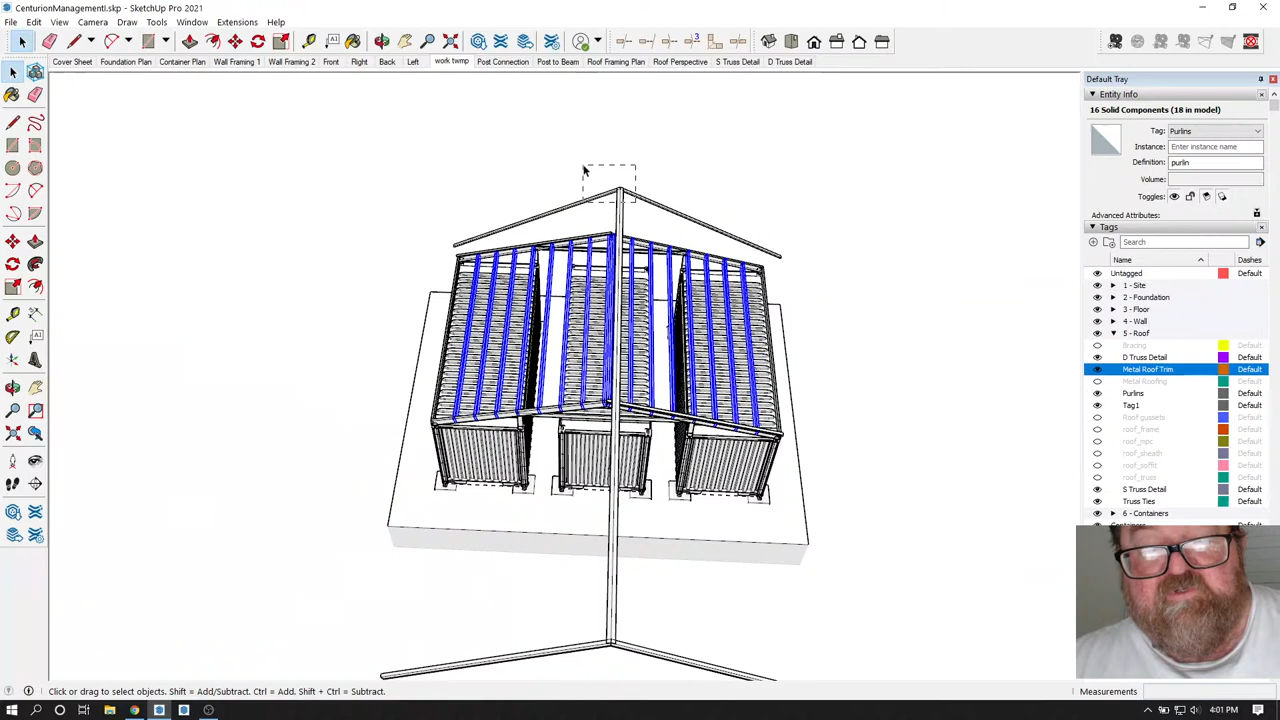 CenturionManagementI.skp - SketchUp Pro 2021
File Edit View Camera Draw Tools Window Extensions Help
Cover Sheet Foundation Plan Container Plan Wall Framing 1 Wall Framing 2 Front Right Back Left work twmp Post Connection Post to Beam Roof Framing Plan Roof Perspective S Truss Detail D Truss Detail
Default Tray
Entity Info
16 Solid Components (18 in model)
Tag: Purlins
Instance: Enter instance name
Definition: purlin
Volume:
Toggles:
Advanced Attributes:
Tags
Search
Name Dashes
Untagged Default
1 - Site
2 - Foundation
3 - Floor
4 - Wall
5 - Roof
Bracing Default
D Truss Detail Default
Metal Roof Trim Default
Metal Roofing Default
Purlins Default
Tag1 Default
Roof gussets Default
roof_frame Default
roof_mpc Default
roof_sheath Default
roof_soffit Default
roof_truss Default
S Truss Detail Default
Truss Ties Default
6 - Containers
Click or drag to select objects. Shift = Add/Subtract. Ctrl = Add. Shift + Ctrl = Subtract.
Measurements
4:01 PM